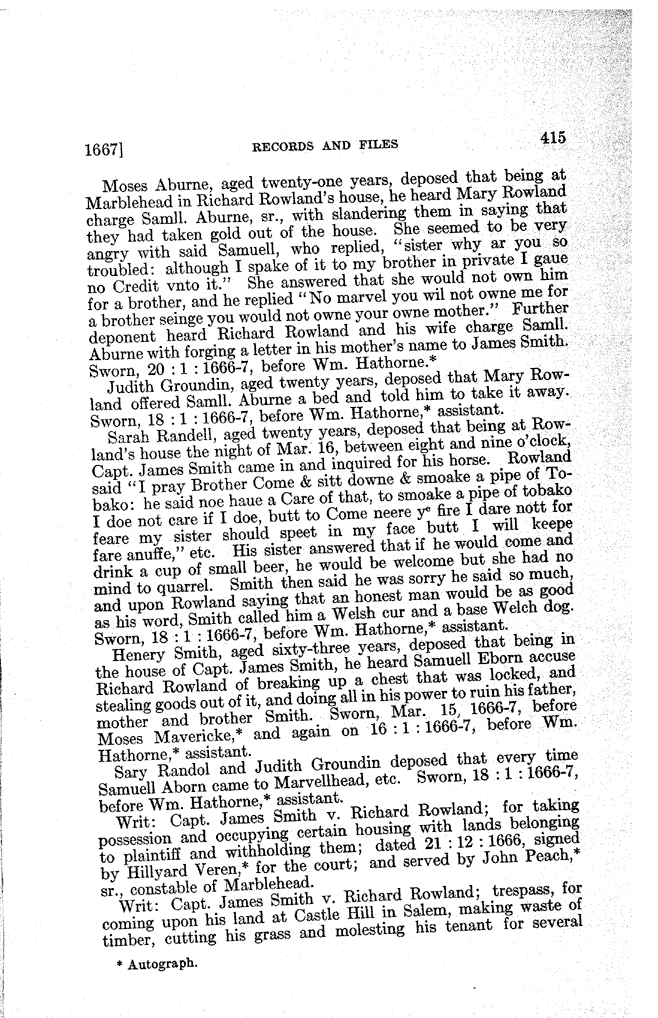 1667] RECORDS AND FILES 415
Moses Aburne, aged twenty-one years, deposed that being at
Marblehead in Richard Rowland's house, he heard Mary Rowland
charge Samll. Aburne, sr., with slandering them in saying that
they had taken gold out of the house. She seemed to be very
angry with said Samuell, who replied, "sister why ar you so
troubled: although I spake of it to my brother in private I gaue
no Credit vnto it." She answered that she would not own him
for a brother, and he replied "No marvel you wil not owne me for
a brother seinge you would not owne your owne mother." Further
deponent heard Richard Rowland and his wife charge Samll.
Aburne with forging a letter in his mother's name to James Smith.
Sworn, 20 : 1 : 1666-7, before Wm. Hathorne.*
Judith Groundin, aged twenty years, deposed that Mary Row-
land offered Samll. Aburne a bed and told him to take it away.
Sworn, 18 : 1 : 1666-7, before Wm. Hathorne,* assistant.
Sarah Randell, aged twenty years, deposed that being at Row-
land's house the night of Mar. 16, between eight and nine o'clock,
Capt. James Smith came in and inquired for his horse. Rowland
said "I pray Brother Come & sitt downe & smoake a pipe of To-
bako: he said noe haue a Care of that, to smoake a pipe of tobako
I doe not care if I doe, butt to Come neere yᵉ fire I dare nott for
feare my sister should speet in my face butt I will keepe
fare anuffe," etc. His sister answered that if he would come and
drink a cup of small beer, he would be welcome but she had no
mind to quarrel. Smith then said he was sorry he said so much,
and upon Rowland saying that an honest man would be as good
as his word, Smith called him a Welsh cur and a base Welch dog.
Sworn, 18 : 1 : 1666-7, before Wm. Hathorne,* assistant.
Henery Smith, aged sixty-three years, deposed that being in
the house of Capt. James Smith, he heard Samuell Eborn accuse
Richard Rowland of breaking up a chest that was locked, and
stealing goods out of it, and doing all in his power to ruin his father,
mother and brother Smith. Sworn, Mar. 15, 1666-7, before
Moses Mavericke,* and again on 16 : 1 : 1666-7, before Wm.
Hathorne,* assistant.
Sary Randol and Judith Groundin deposed that every time
Samuell Aborn came to Marvellhead, etc. Sworn, 18 : 1 : 1666-7,
before Wm. Hathorne,* assistant.
Writ: Capt. James Smith v. Richard Rowland; for taking
possession and occupying certain housing with lands belonging
to plaintiff and withholding them; dated 21 : 12 : 1666, signed
by Hillyard Veren,* for the court; and served by John Peach,*
sr., constable of Marblehead.
Writ: Capt. James Smith v. Richard Rowland; trespass, for
coming upon his land at Castle Hill in Salem, making waste of
timber, cutting his grass and molesting his tenant for several
* Autograph.